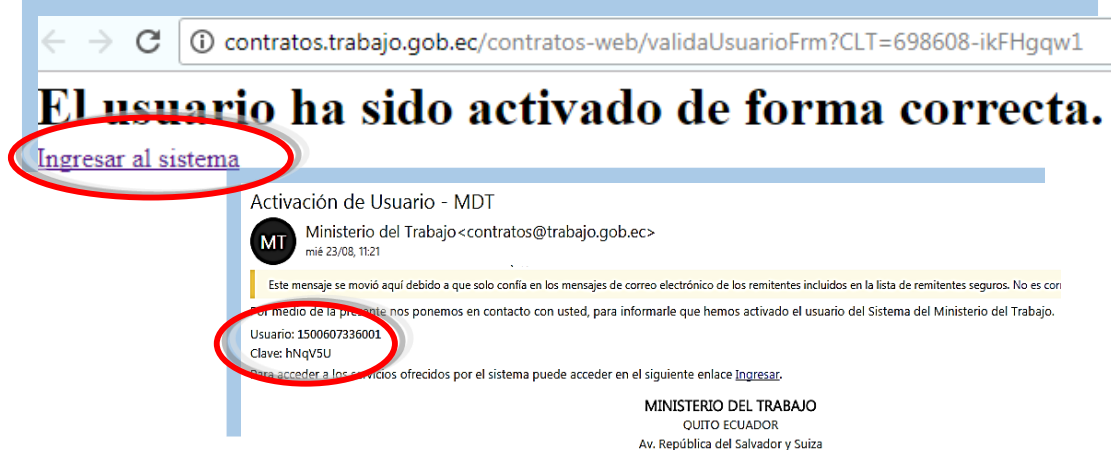 contratos.trabajo.gob.ec/contratos-web/validaUsuarioFrm?CLT=698608-ikFHgqw1
El usuario ha sido activado de forma correcta.
Ingresar al sistema
Activación de Usuario - MDT
MT
Ministerio del Trabajo<contratos@trabajo.gob.ec>
mié 23/08, 11:21
Este mensaje se movió aquí debido a que solo confía en los mensajes de correo electrónico de los remitentes incluidos en la lista de remitentes seguros. No es
Por medio de la presente nos ponemos en contacto con usted, para informarle que hemos activado el usuario del Sistema del Ministerio del Trabajo.
Usuario: 1500607336001
Clave: hNqV5U
Para acceder a los servicios ofrecidos por el sistema puede acceder en el siguiente enlace Ingresar.
MINISTERIO DEL TRABAJO
QUITO ECUADOR
Av. República del Salvador y Suiza